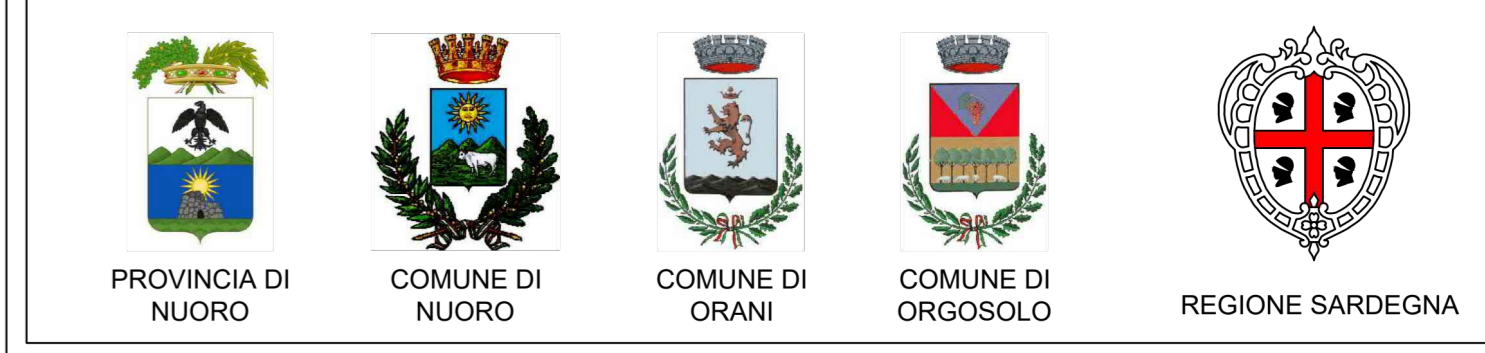 PROVINCIA DI
NUORO
COMUNE DI
NUORO
COMUNE DI
ORANI
COMUNE DI
ORGOSOLO
REGIONE SARDEGNA